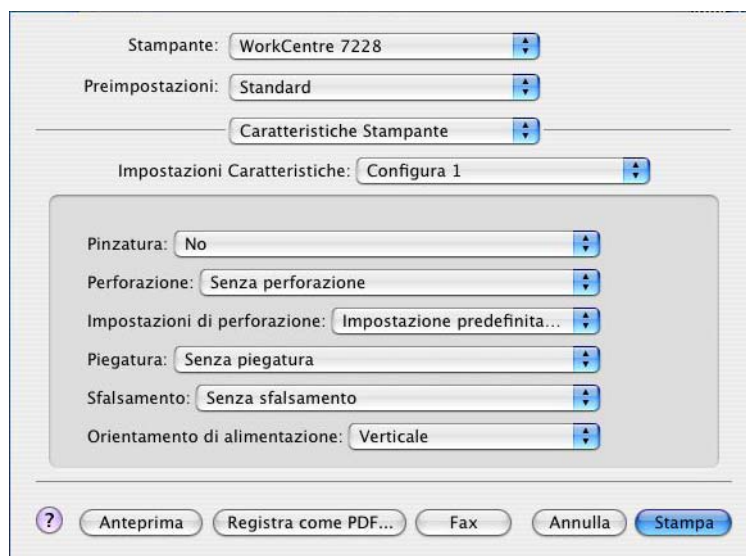 Stampante: WorkCentre 7228
Preimpostazioni: Standard
Caratteristiche Stampante
Impostazioni Caratteristiche: Configura 1
Pinzatura: No
Perforazione: Senza perforazione
Impostazioni di perforazione: Impostazione predefinita...
Piegatura: Senza piegatura
Sfalsamento: Senza sfalsamento
Orientamento di alimentazione: Verticale
? Anteprima Registra come PDF... Fax Annulla Stampa